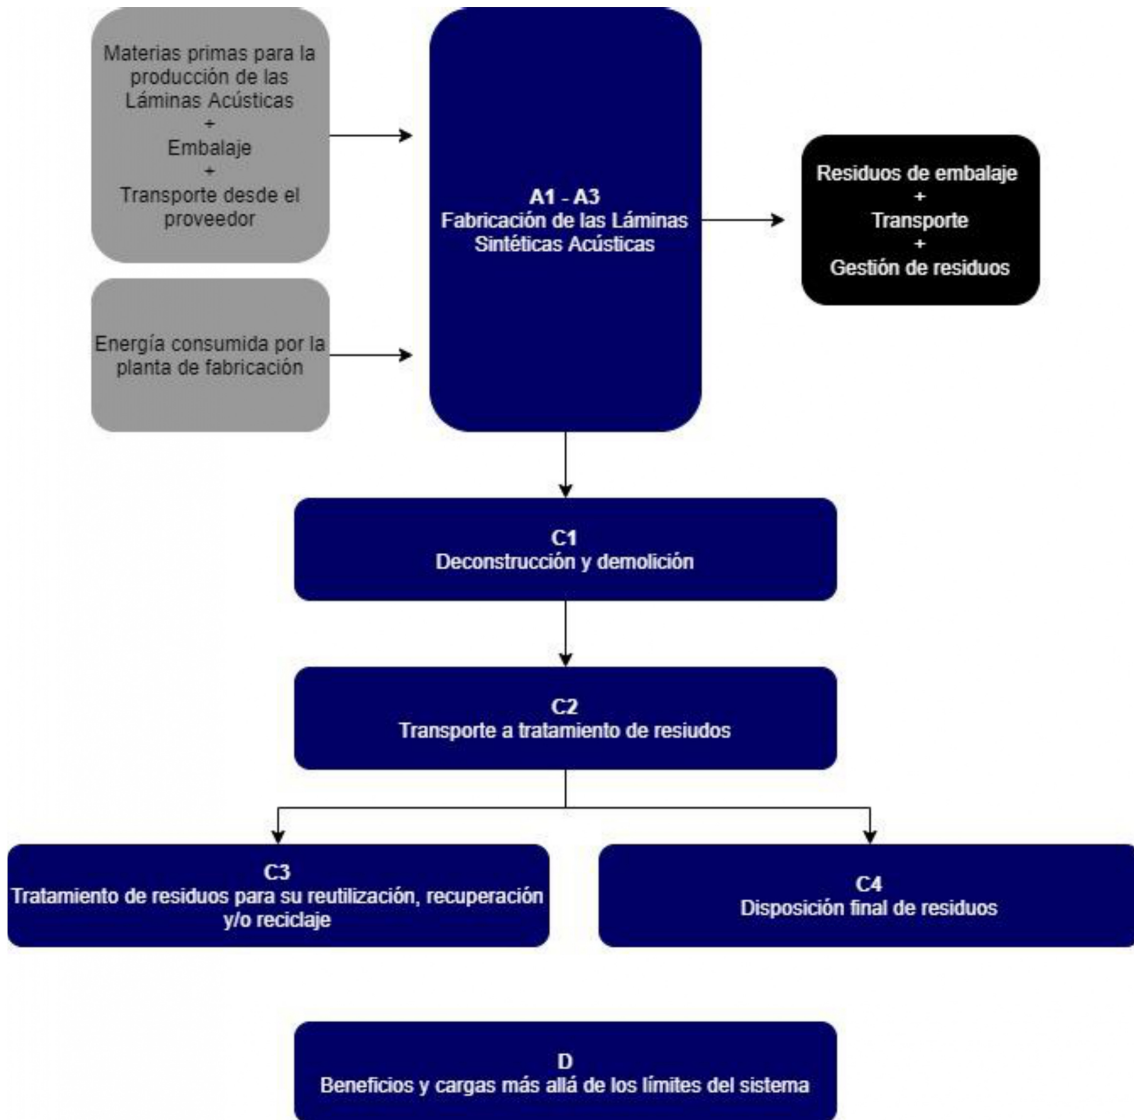 Materias primas para la
producción de las
Láminas Acústicas
+
Embalaje
+
Transporte desde el
proveedor
Energía consumida por la
planta de fabricación
A1 - A3
Fabricación de las Láminas
Sintéticas Acústicas
Residuos de embalaje
+
Transporte
+
Gestión de residuos
C1
Deconstrucción y demolición
C2
Transporte a tratamiento de resiudos
C3
Tratamiento de residuos para su reutilización, recuperación
y/o reciclaje
C4
Disposición final de residuos
D
Beneficios y cargas más allá de los límites del sistema